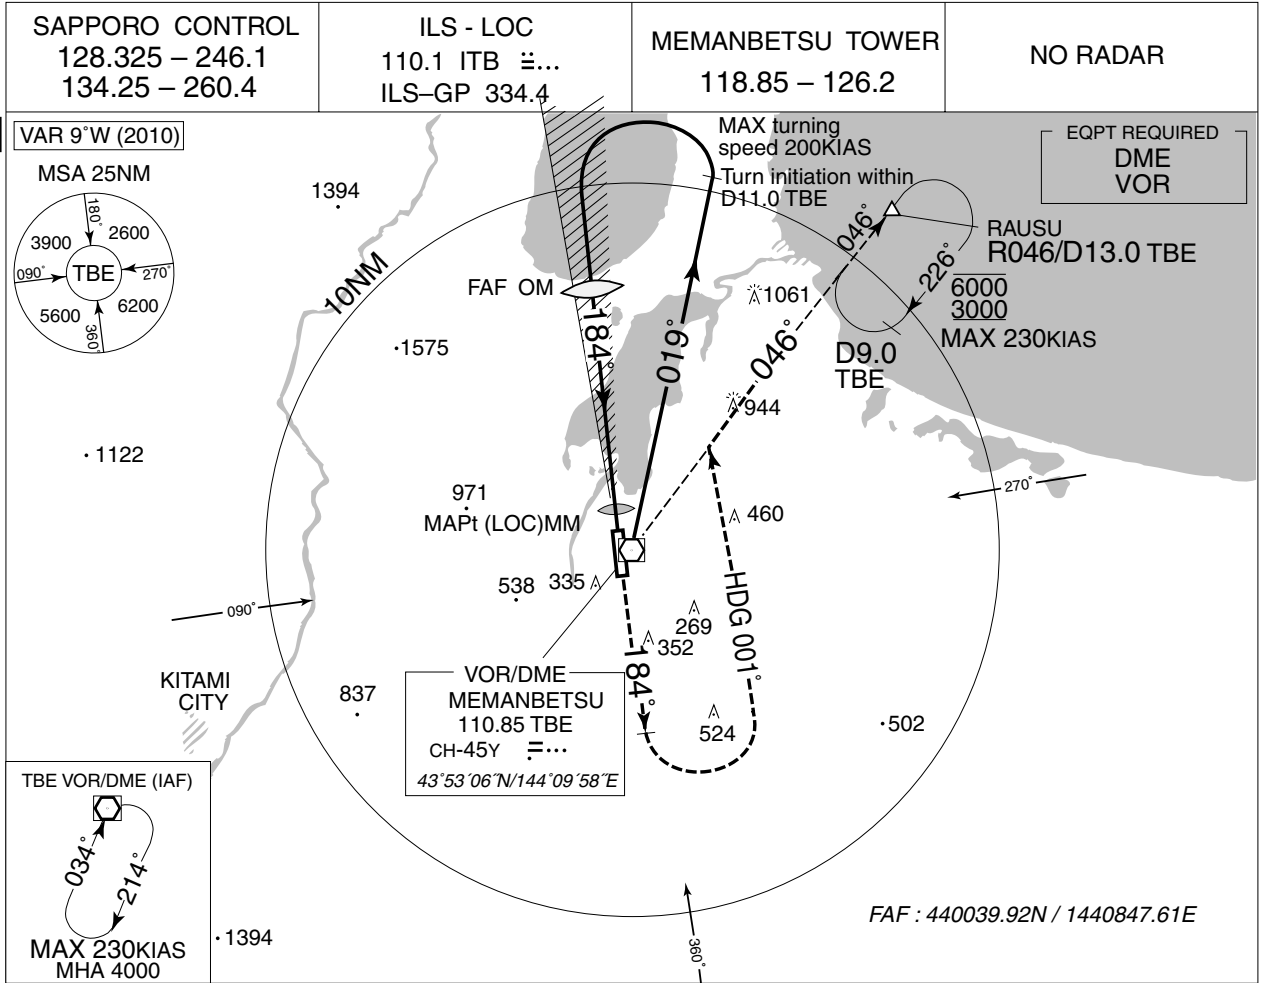 SAPPORO CONTROL
128.325 – 246.1
134.25 – 260.4
ILS - LOC
110.1 ITB
ILS–GP 334.4
MEMANBETSU TOWER
118.85 – 126.2
NO RADAR
VAR 9°W (2010)
MSA 25NM
180°
3900
2600
090°
TBE
270°
5600
6200
360°
1394
10NM
MAX turning
speed 200KIAS
Turn initiation within
D11.0 TBE
EQPT REQUIRED
DME
VOR
046°
RAUSU
R046/D13.0 TBE
226°
6000
3000
MAX 230KIAS
D9.0
TBE
FAF OM
184°
019°
1061
046°
1575
944
1122
971
MAPt (LOC)MM
460
270°
538
335
090°
269
352
HDG 001°
184°
KITAMI
CITY
837
524
502
VOR/DME
MEMANBETSU
110.85 TBE
CH-45Y
43°53´06˝N/144°09´58˝E
TBE VOR/DME (IAF)
034°
214°
MAX 230KIAS
MHA 4000
1394
360°
FAF : 440039.92N / 1440847.61E